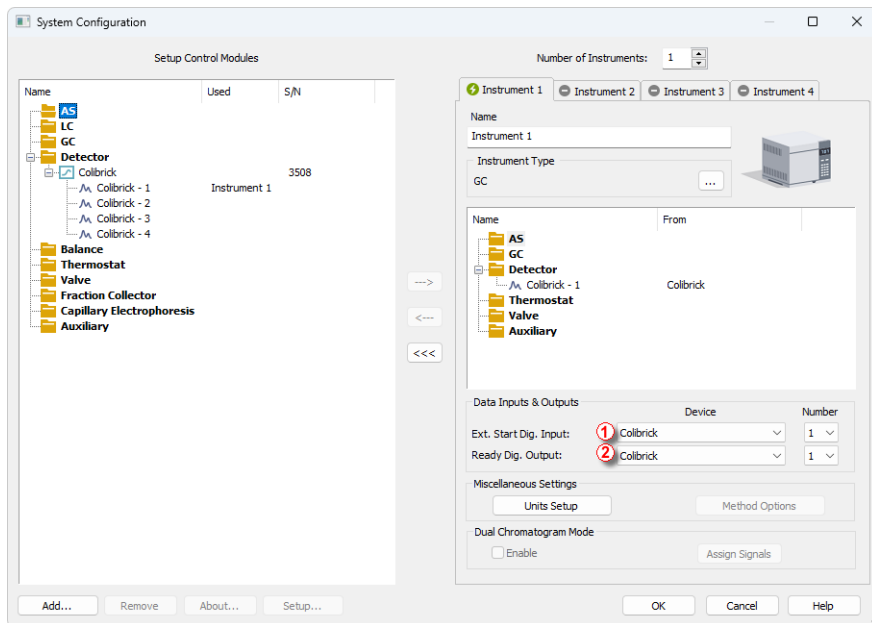 System Configuration
Setup Control Modules
Name Used S/N
AS
LC
GC
Detector
Colibrick 3508
Colibrick - 1 Instrument 1
Colibrick - 2
Colibrick - 3
Colibrick - 4
Balance
Thermostat
Valve
Fraction Collector
Capillary Electrophoresis
Auxiliary
Add...
Remove
About...
Setup...
--->
<---
<<<
Number of Instruments: 1
Instrument 1 Instrument 2 Instrument 3 Instrument 4
Name
Instrument 1
Instrument Type
GC ...
Name From
AS
GC
Detector
Colibrick - 1 Colibrick
Thermostat
Valve
Auxiliary
Data Inputs & Outputs
Device Number
Ext. Start Dig. Input: 1 Colibrick 1
Ready Dig. Output: 2 Colibrick 1
Miscellaneous Settings
Units Setup Method Options
Dual Chromatogram Mode
Enable Assign Signals
OK Cancel Help